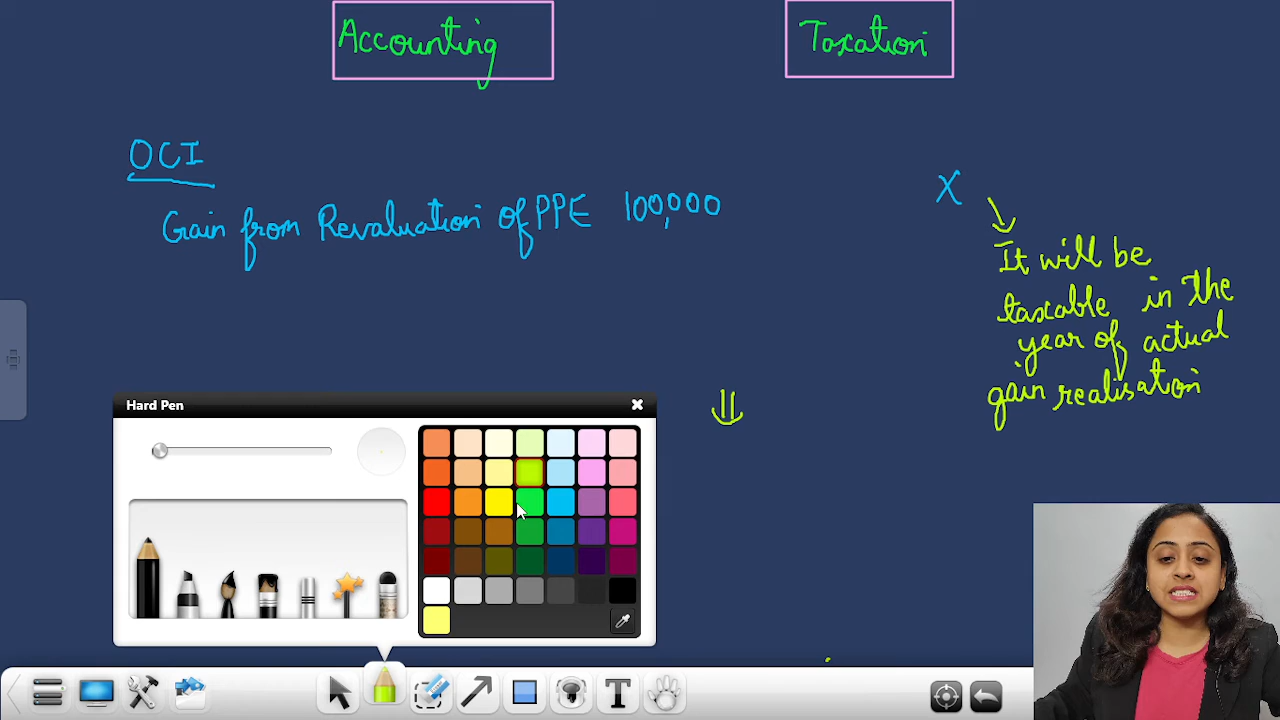 Accounting
Taxation
OCI
Gain from Revaluation of PPE 100,000
X
It will be
taxable in the
year of actual
gain realisation
Hard Pen
T